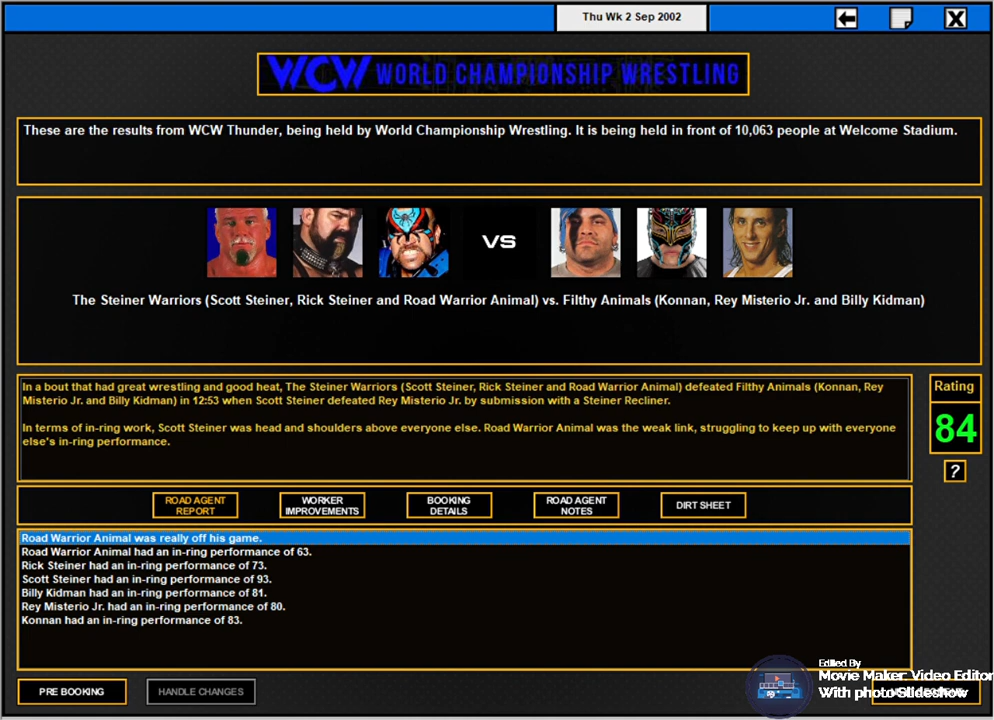 Thu Wk 2 Sep 2002
WCW WORLD CHAMPIONSHIP WRESTLING
These are the results from WCW Thunder, being held by World Championship Wrestling. It is being held in front of 10,063 people at Welcome Stadium.
VS
The Steiner Warriors (Scott Steiner, Rick Steiner and Road Warrior Animal) vs. Filthy Animals (Konnan, Rey Misterio Jr. and Billy Kidman)
In a bout that had great wrestling and good heat, The Steiner Warriors (Scott Steiner, Rick Steiner and Road Warrior Animal) defeated Filthy Animals (Konnan, Rey
Misterio Jr. and Billy Kidman) in 12:53 when Scott Steiner defeated Rey Misterio Jr. by submission with a Steiner Recliner.
In terms of in-ring work, Scott Steiner was head and shoulders above everyone else. Road Warrior Animal was the weak link, struggling to keep up with everyone
else's in-ring performance.
Rating
84
?
ROAD AGENT
REPORT
WORKER
IMPROVEMENTS
BOOKING
DETAILS
ROAD AGENT
NOTES
DIRT SHEET
Road Warrior Animal was really off his game.
Road Warrior Animal had an in-ring performance of 63.
Rick Steiner had an in-ring performance of 73.
Scott Steiner had an in-ring performance of 93.
Billy Kidman had an in-ring performance of 81.
Rey Misterio Jr. had an in-ring performance of 80.
Konnan had an in-ring performance of 83.
PRE BOOKING
HANDLE CHANGES
Edited By
Movie Maker: Video Editor
With photo Slideshow